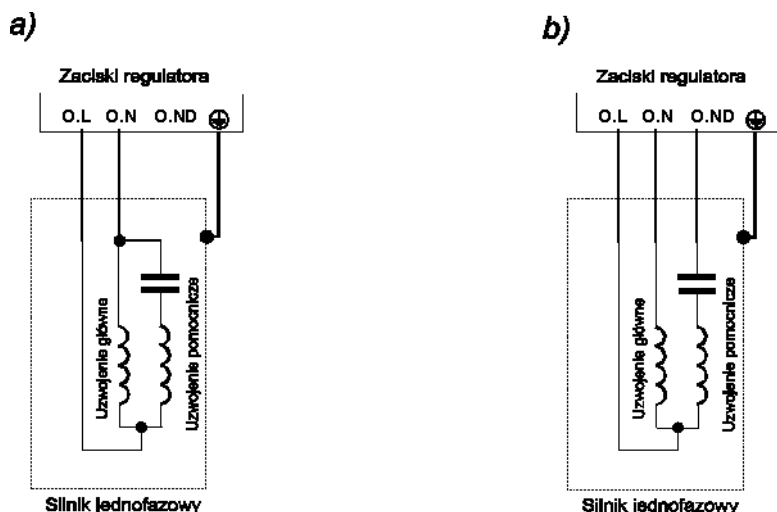 a)
Zaciski regulatora
O.L O.N O.ND
Uzwojenie główne
Uzwojenie pomocnicze
Silnik jednofazowy
b)
Zaciski regulatora
O.L O.N O.ND
Uzwojenie główne
Uzwojenie pomocnicze
Silnik jednofazowy